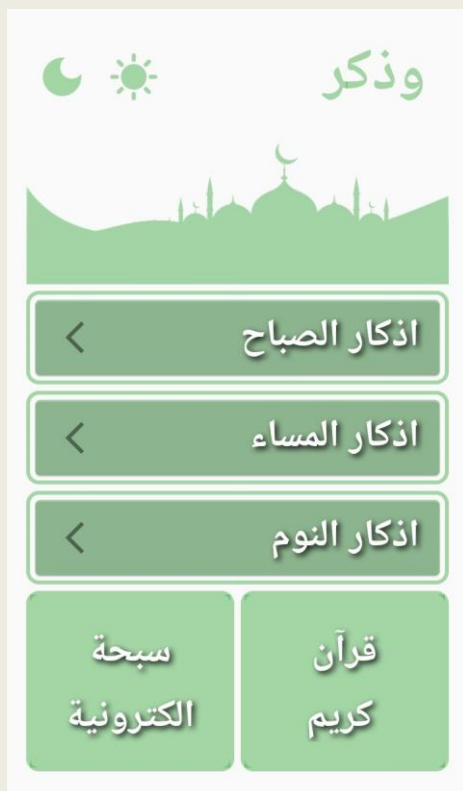 وذكر
اذكار الصباح
اذكار المساء
اذكار النوم
قرآن
كريم
سبحة
الكترونية